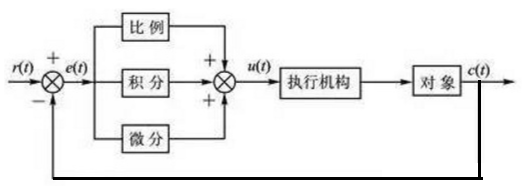 比例
r(t)
+
−
e(t)
积分
+
+
u(t)
执行机构
对象
c(t)
微分